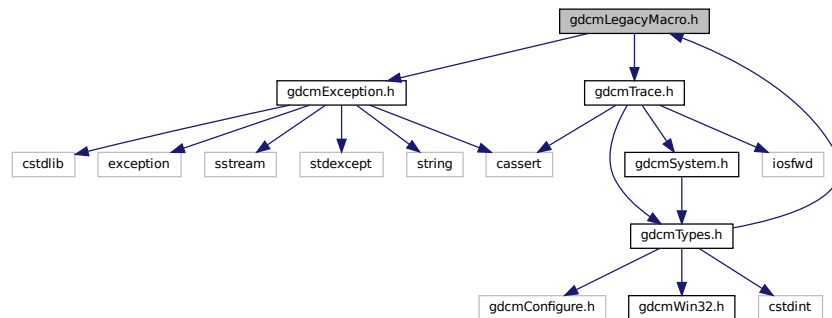 gdcmLegacyMacro.h
gdcmException.h
gdcmTrace.h
cstdlib
exception
sstream
stdexcept
string
cassert
gdcmSystem.h
iosfwd
gdcmTypes.h
gdcmConfigure.h
gdcmWin32.h
cstdint